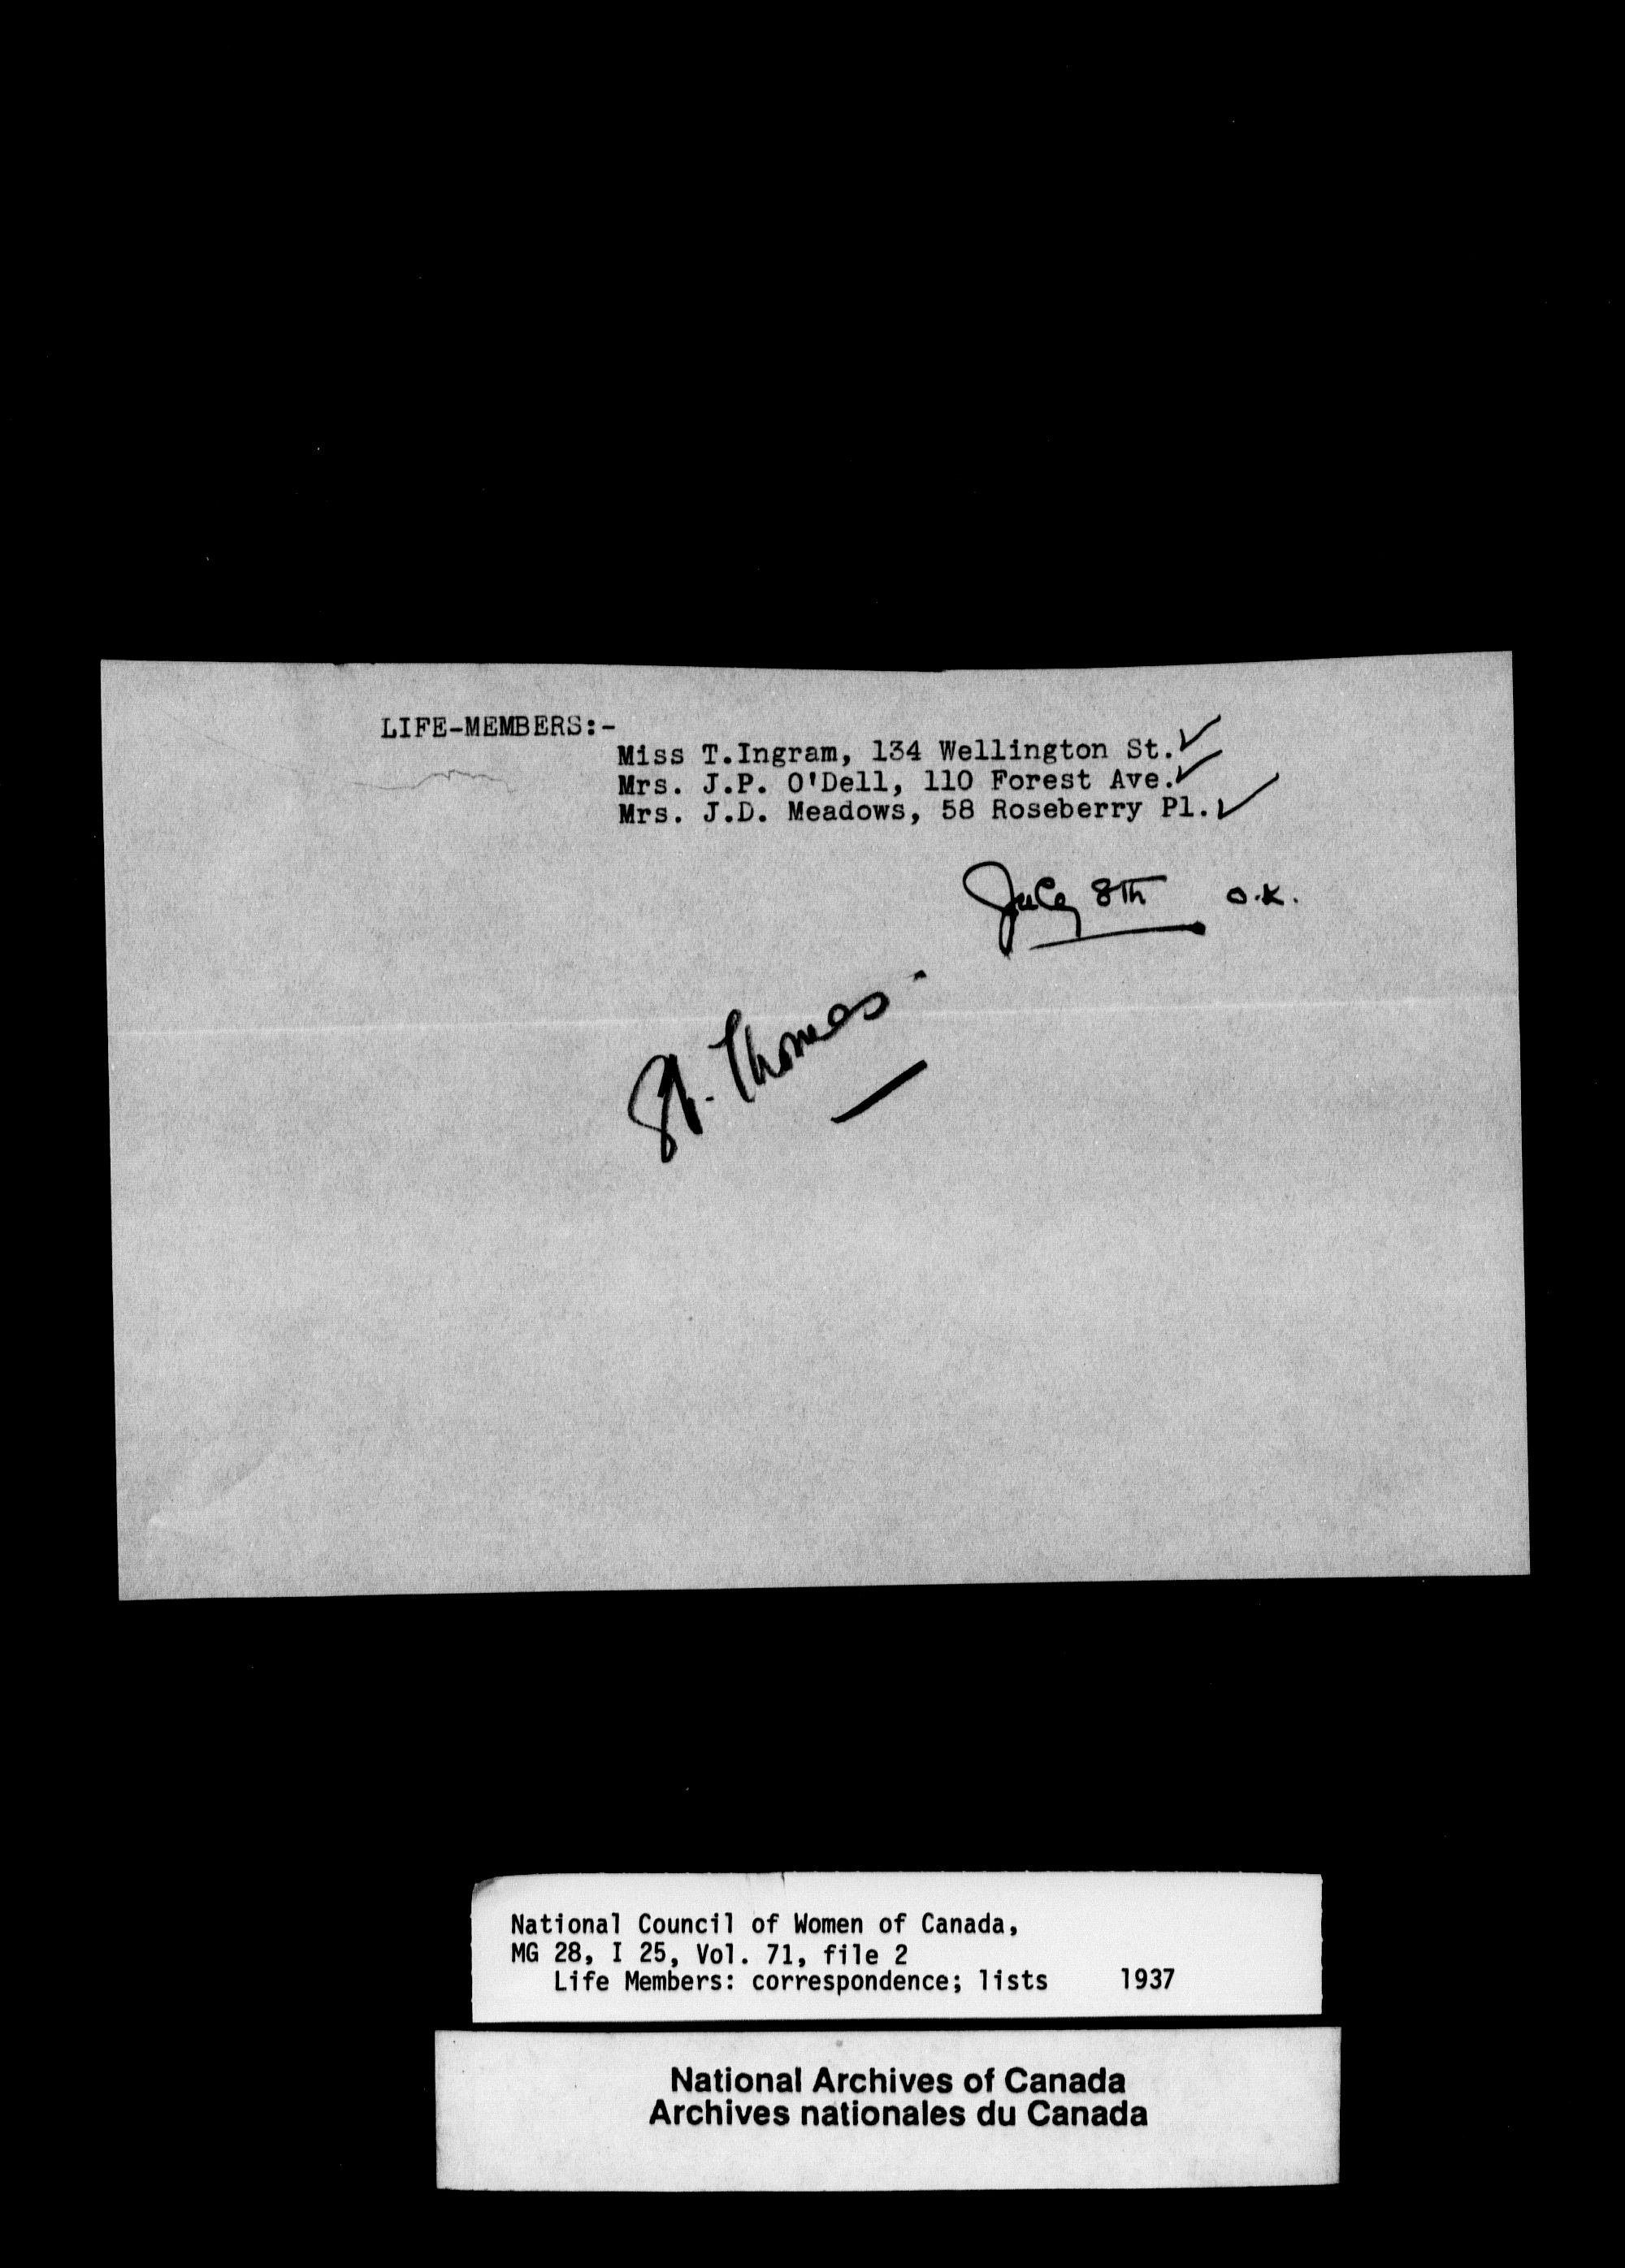 LIFE-MEMBERS:-
Miss T.Ingram, 134 Wellington St. ✓
Mrs. J.P. O'Dell, 110 Forest Ave. ✓
Mrs. J.D. Meadows, 58 Roseberry Pl. ✓
July 8th O.K.
St. Thomas.
National Council of Women of Canada,
MG 28, I 25, Vol. 71, file 2
Life Members: correspondence; lists 1937
National Archives of Canada
Archives nationales du Canada